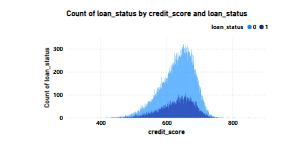 Count of loan_status by credit_score and loan_status
loan_status 0 1
Count of loan_status
300
200
100
0
400 600 800
credit_score